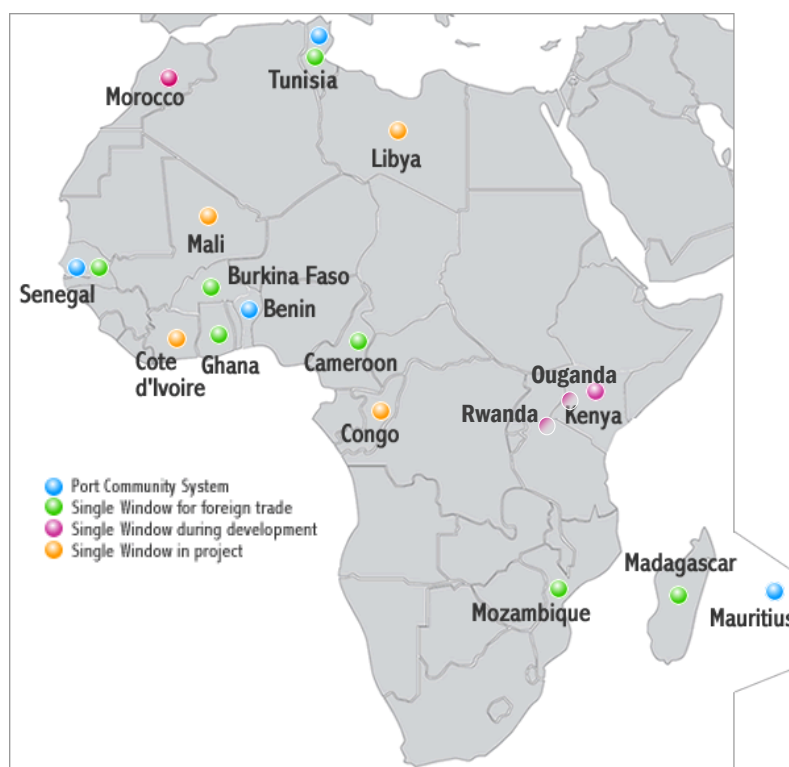 Tunisia
Morocco
Libya
Mali
Burkina Faso
Senegal
Benin
Cote
d'Ivoire
Ghana
Cameroon
Ouganda
Rwanda
Kenya
Congo
Port Community System
Single Window for foreign trade
Single Window during development
Single Window in project
Madagascar
Mozambique
Mauritius